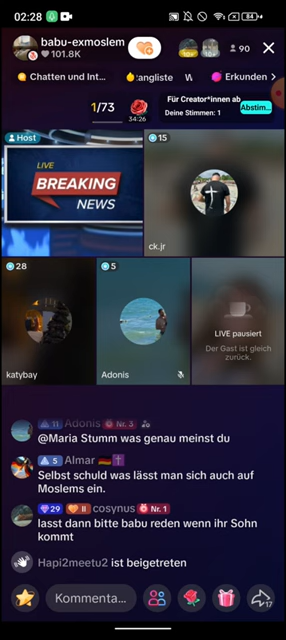 02:28
84
babu-exmoslem
101.8K
10+
10+
90
Chatten und Int...
:angliste
Erkunden
1/73
34:26
Für Creator*innen ab
Deine Stimmen: 1
Abstim...
Host
15
LIVE
BREAKING
NEWS
ck.jr
28
5
katybay
Adonis
LIVE pausiert
Der Gast ist gleich
zurück.
11 Adonis Nr. 3
@Maria Stumm was genau meinst du
5 Almar
Selbst schuld was lässt man sich auch auf
Moslems ein.
29 II cosynus Nr. 1
lasst dann bitte babu reden wenn ihr Sohn
kommt
Hapi2meetu2 ist beigetreten
Kommenta...
17